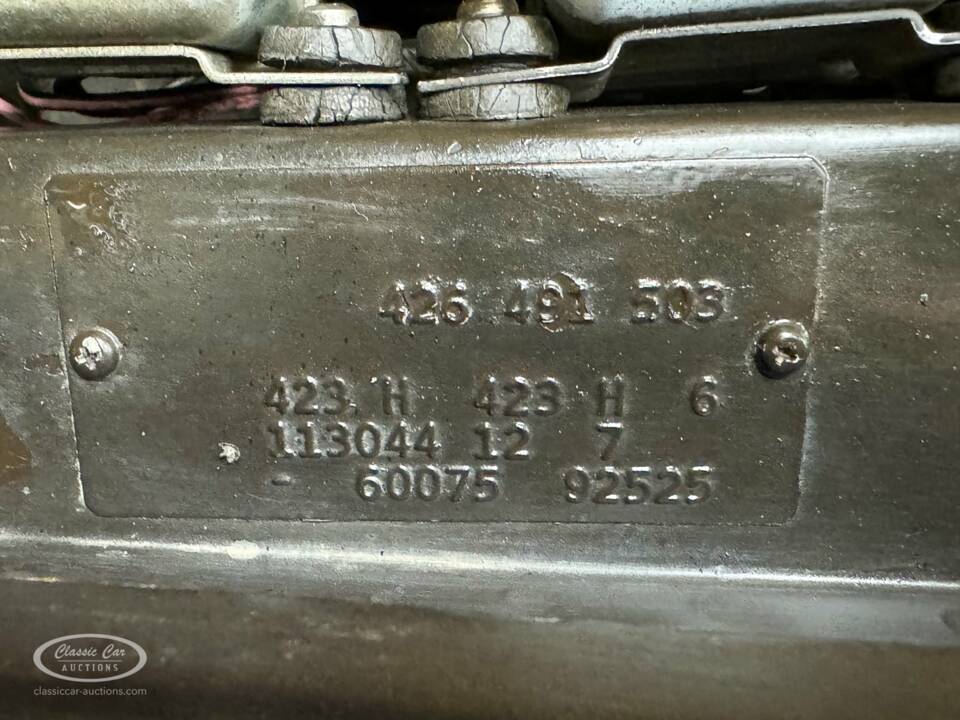 426 491 503
423 H 423 H 6
113044 12 7
- 60075 92525
Classic Car
AUCTIONS
classiccar-auctions.com